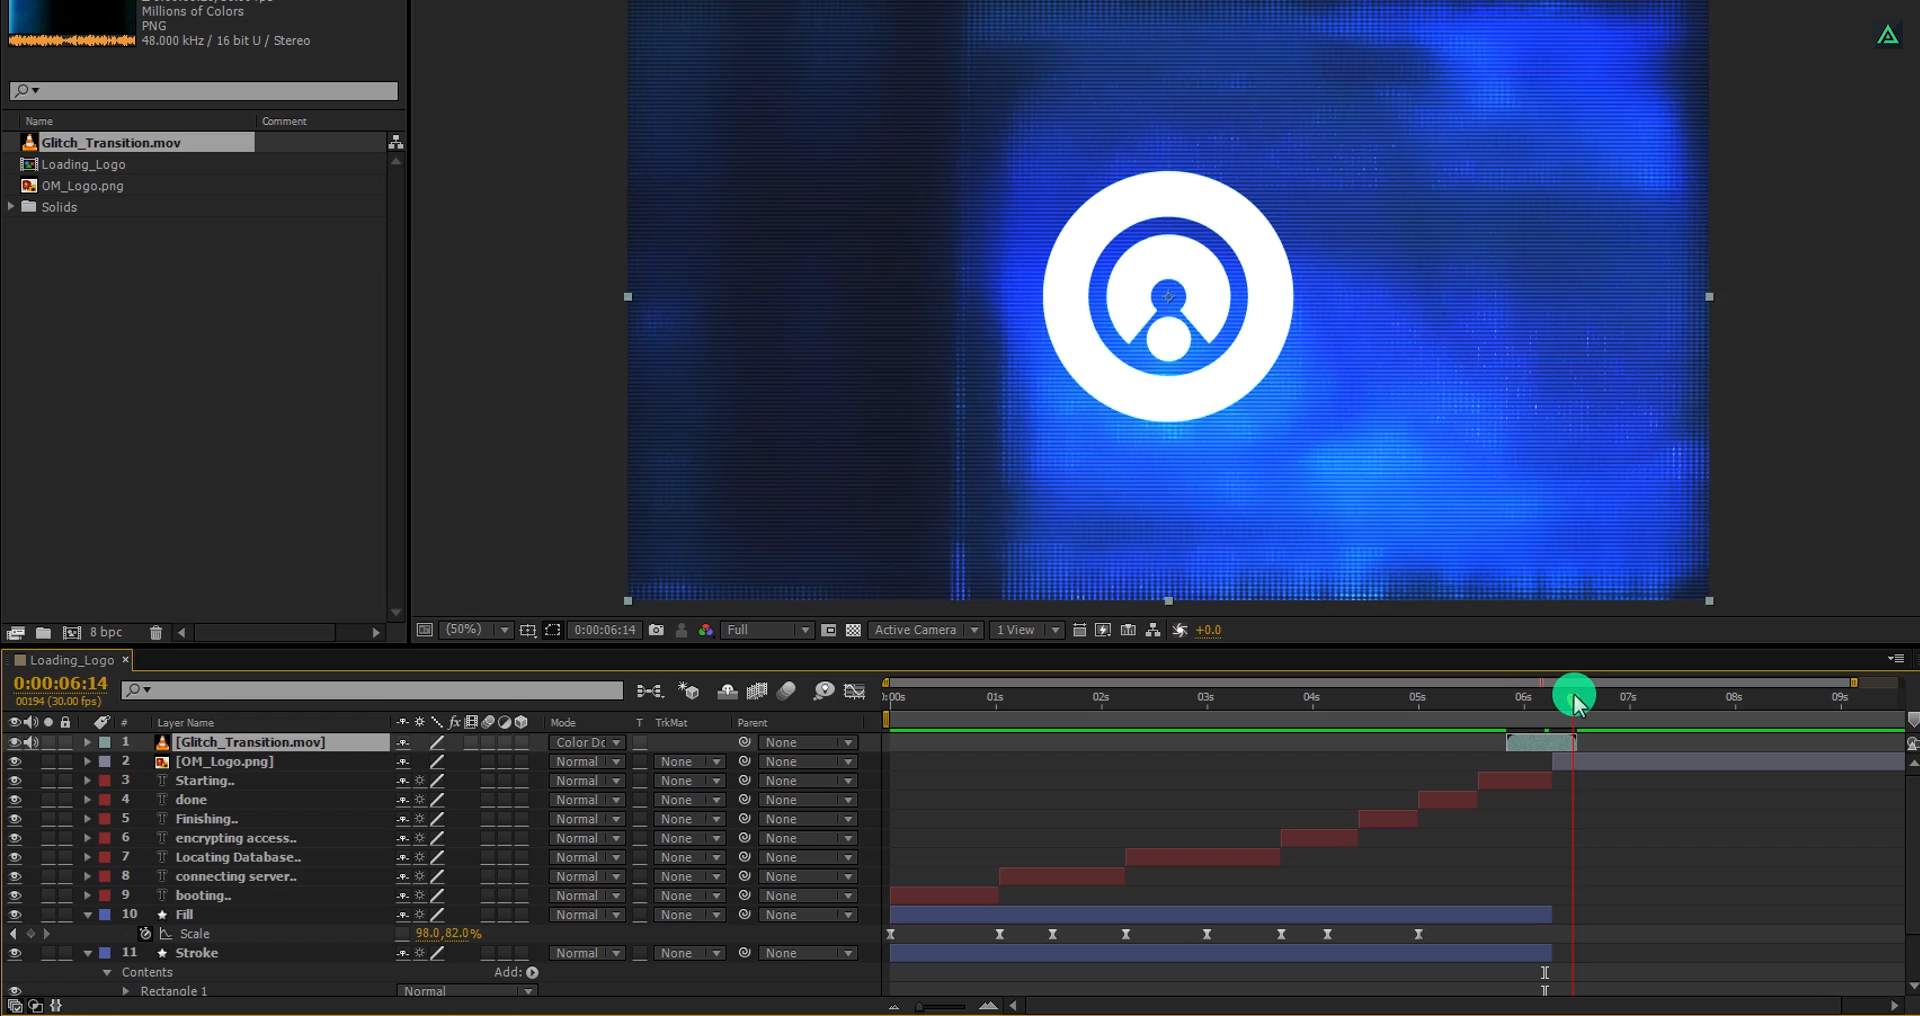 Millions of Colors
PNG
48.000 kHz / 16 bit U / Stereo
Name Comment
Glitch_Transition.mov
Loading_Logo
OM_Logo.png
Solids
8 bpc
(50%) 0:00:06:14 Full Active Camera 1 View +0.0
Loading_Logo ×
0:00:06:14
00194 (30.00 fps)
:00s 01s 02s 03s 04s 05s 06s 07s 08s 09s
# Layer Name fx Mode T TrkMat Parent
1 [Glitch_Transition.mov] Color Dc None
2 [OM_Logo.png] Normal None None
3 Starting.. Normal None None
4 done Normal None None
5 Finishing.. Normal None None
6 encrypting access.. Normal None None
7 Locating Database.. Normal None None
8 connecting server.. Normal None None
9 booting.. Normal None None
10 Fill Normal None None
Scale 98.0,82.0%
11 Stroke Normal None None
Contents Add:
Rectangle 1 Normal